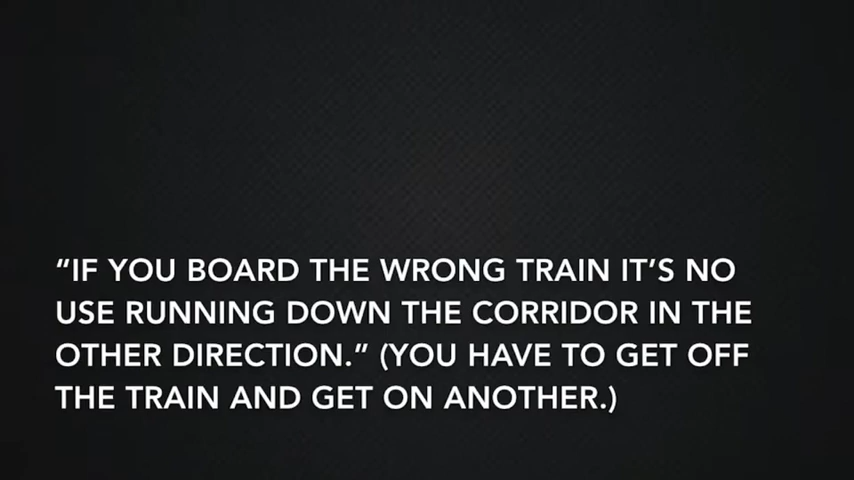 “IF YOU BOARD THE WRONG TRAIN IT’S NO
USE RUNNING DOWN THE CORRIDOR IN THE
OTHER DIRECTION.“ (YOU HAVE TO GET OFF
THE TRAIN AND GET ON ANOTHER.)